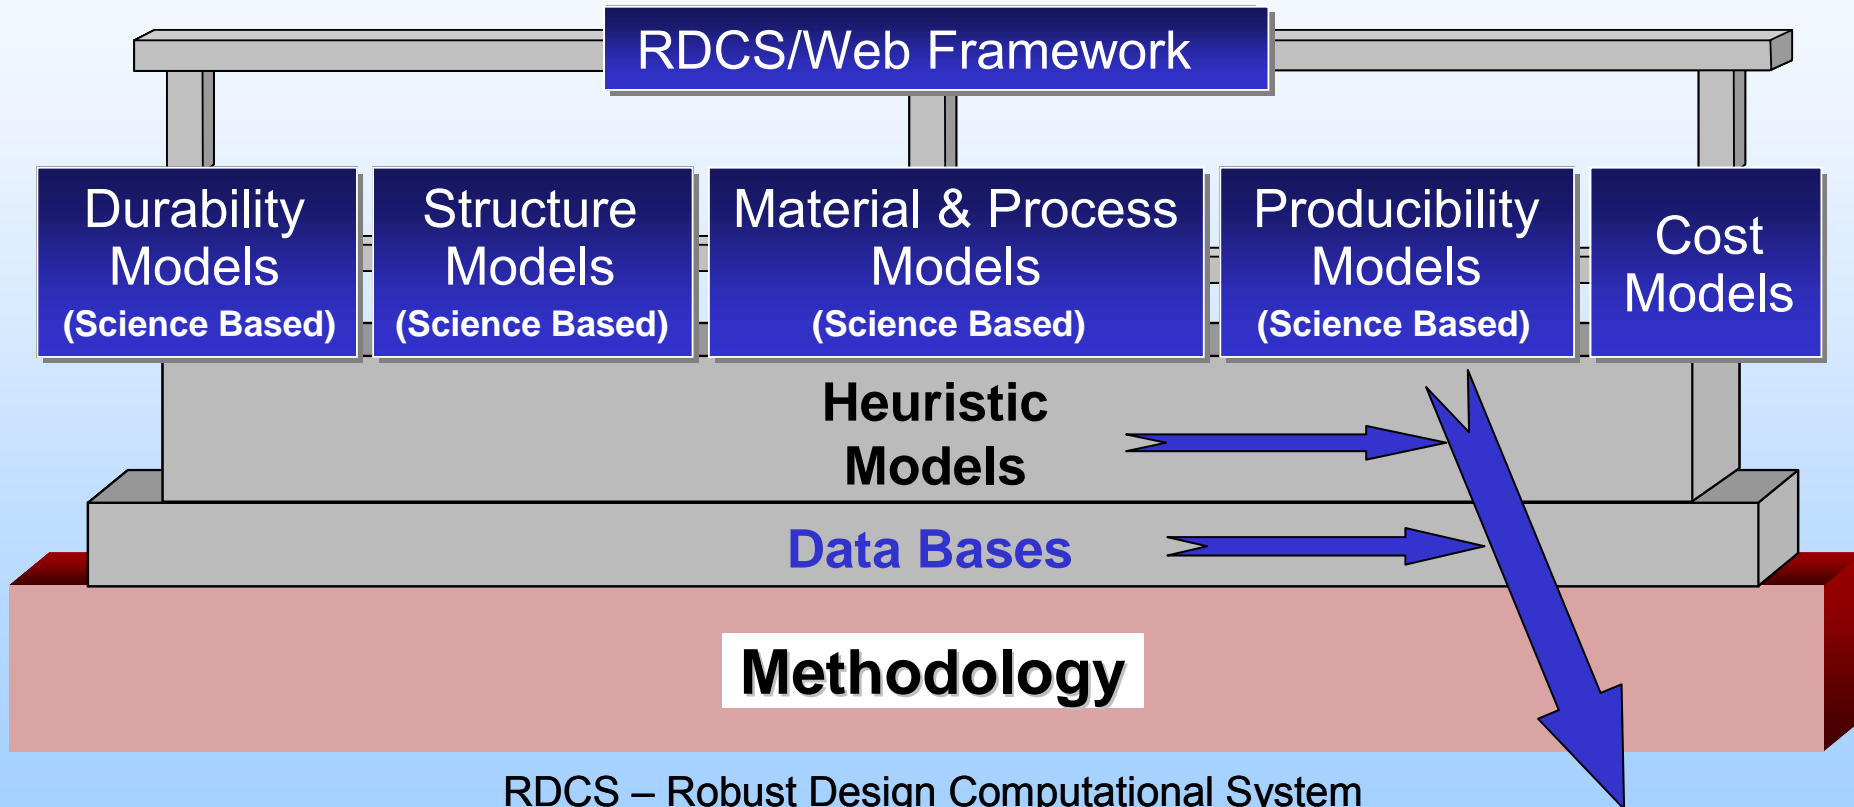 RDCS/Web Framework
Durability
Models
(Science Based)
Structure
Models
(Science Based)
Material & Process
Models
(Science Based)
Producibility
Models
(Science Based)
Cost
Models
Heuristic
Models
Data Bases
Methodology
RDCS – Robust Design Computational System